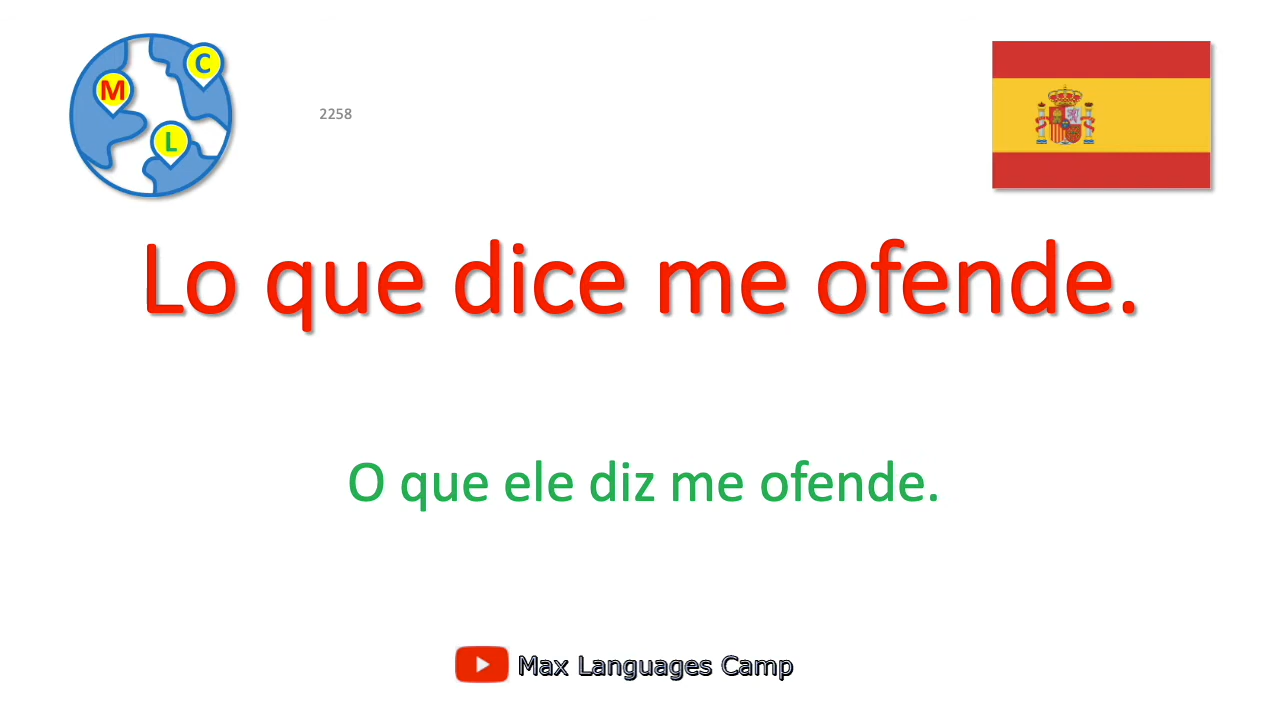 M
C
L
2258
Lo que dice me ofende.
O que ele diz me ofende.
Max Languages Camp